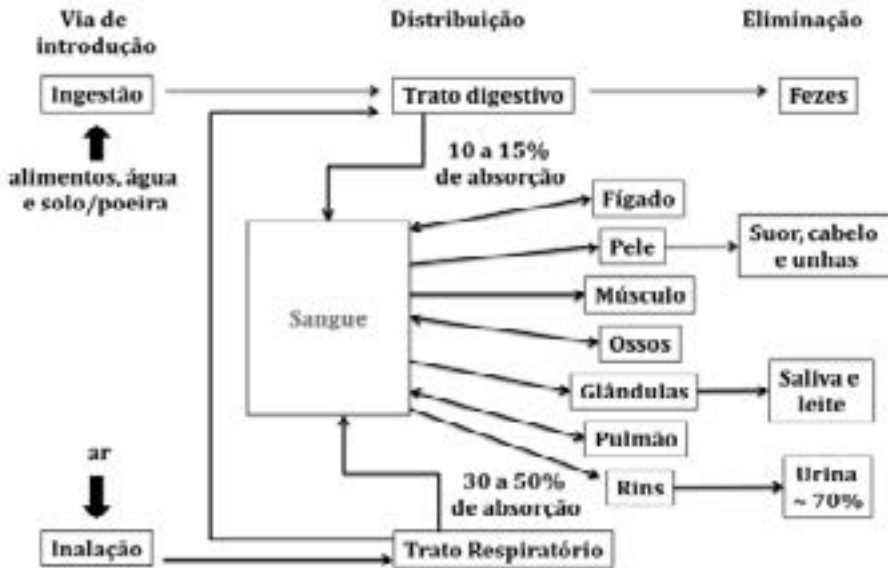 Via de
introdução
Distribuição
Eliminação
Ingestão
Trato digestivo
Fezes
alimentos, água
e solo/poeira
10 a 15%
de absorção
Fígado
Pele
Suor, cabelo
e unhas
Sangue
Músculo
Ossos
Glândulas
Saliva e
leite
Pulmão
ar
30 a 50%
de absorção
Rins
Urina
~ 70%
Inalação
Trato Respiratório